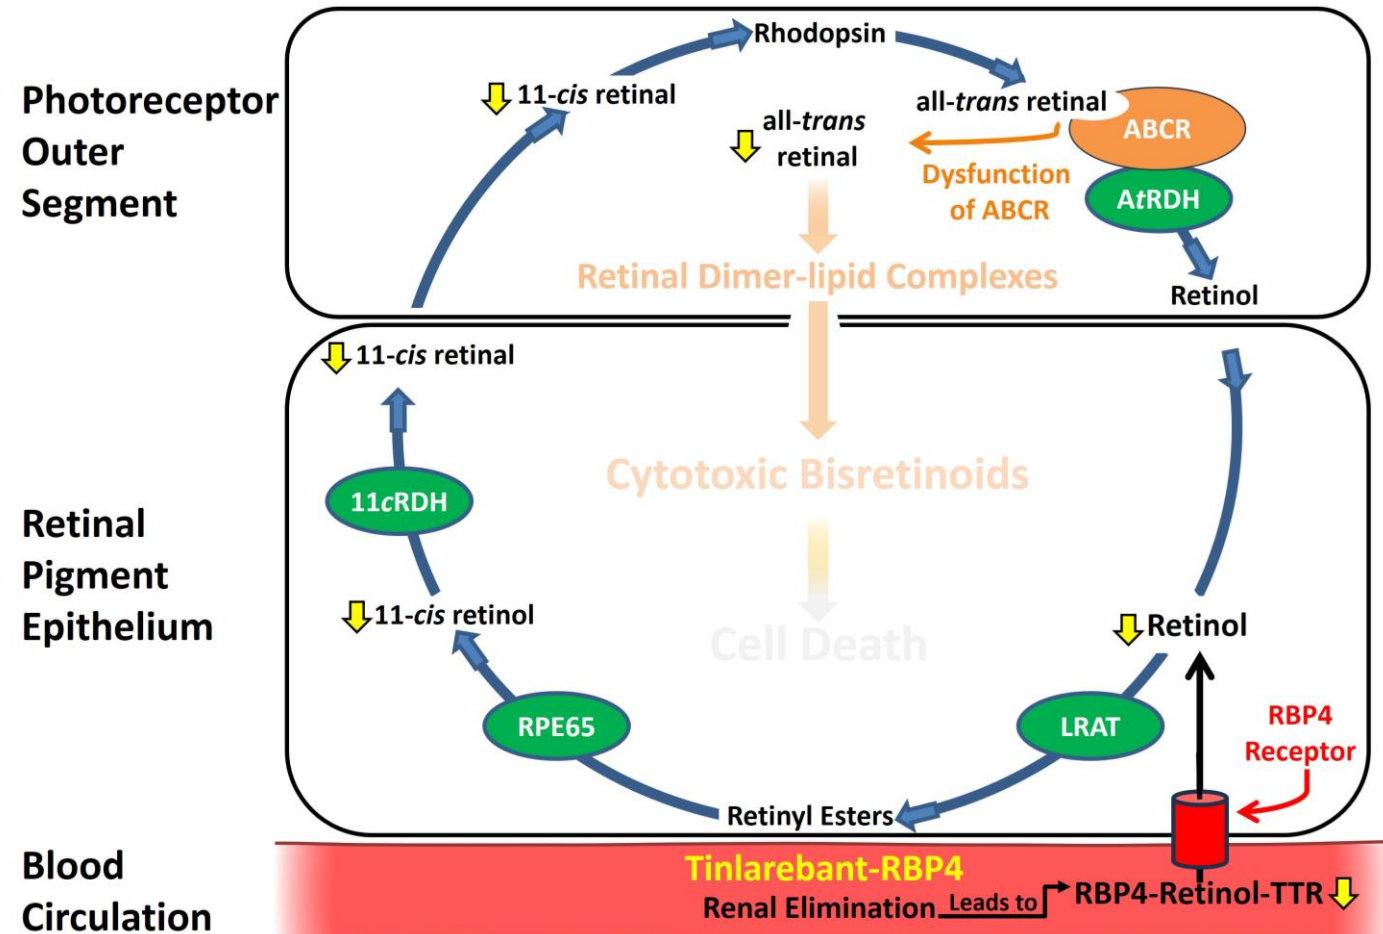 Photoreceptor
Outer
Segment
Rhodopsin
11-cis retinal
all-trans
retinal
all-trans retinal
ABCR
Dysfunction
of ABCR
AtRDH
Retinal Dimer-lipid Complexes
Retinol
Retinal
Pigment
Epithelium
11-cis retinal
11cRDH
Cytotoxic Bisretinoids
11-cis retinol
Cell Death
Retinol
RPE65
LRAT
RBP4
Receptor
Retinyl Esters
Blood
Circulation
Tinlarebant-RBP4
Renal Elimination Leads to RBP4-Retinol-TTR